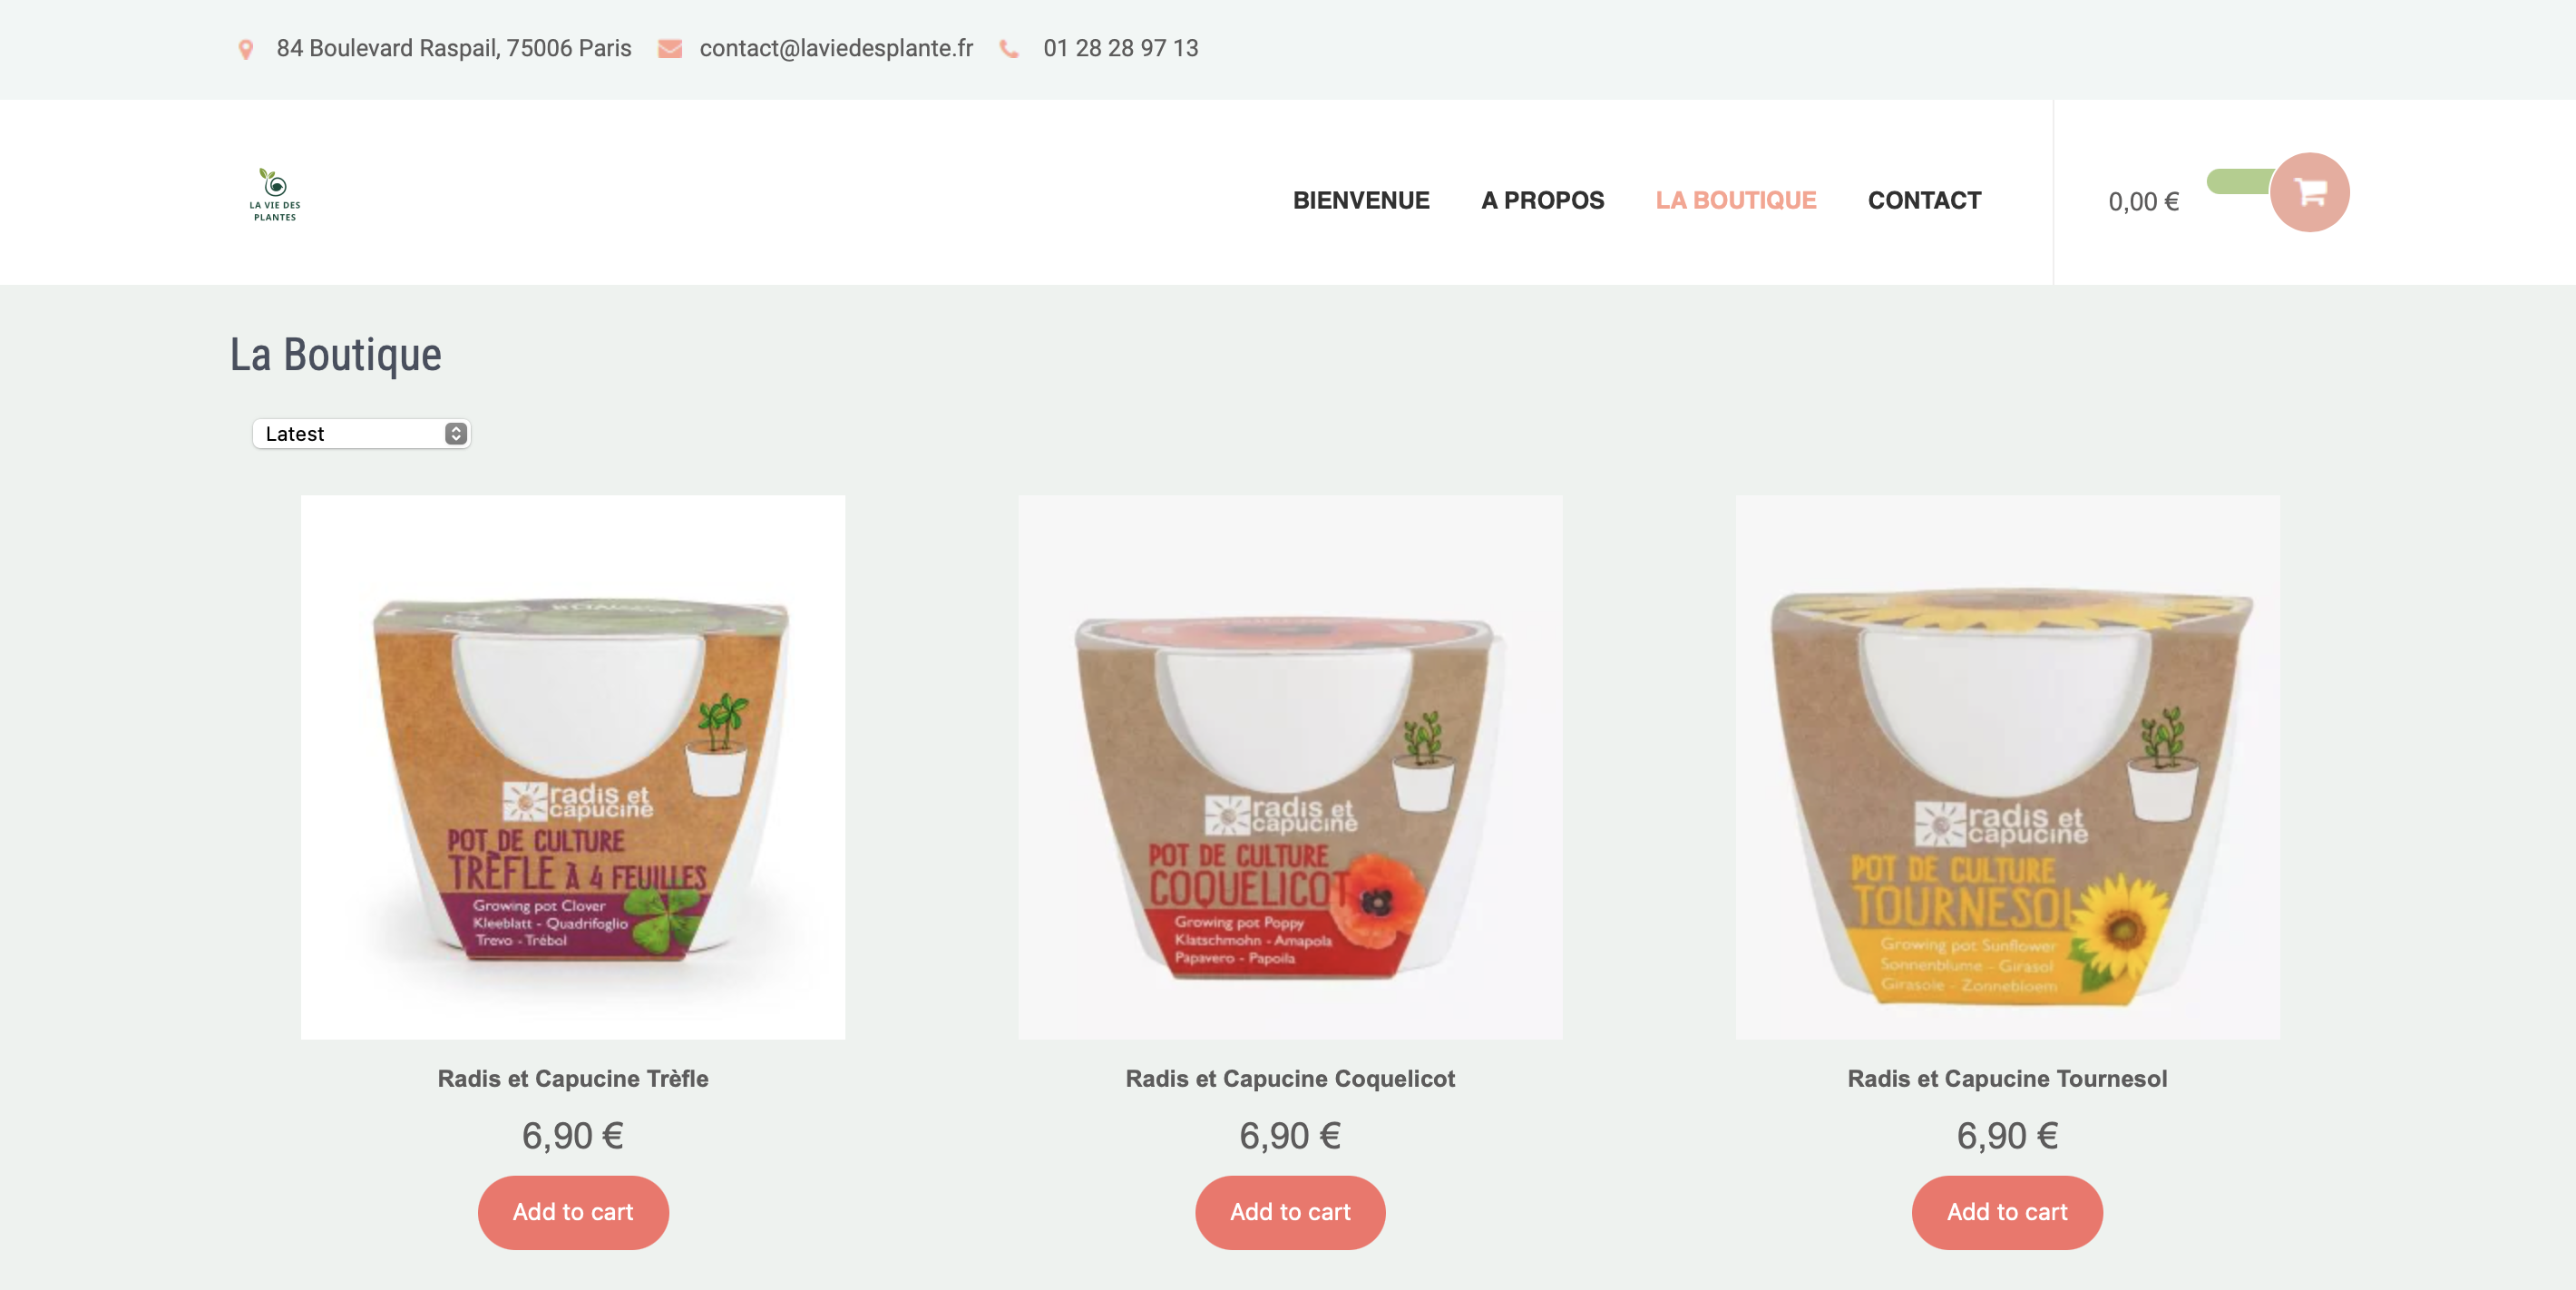 84 Boulevard Raspail, 75006 Paris contact@laviedesplante.fr 01 28 28 97 13
LA VIE DES
PLANTES
BIENVENUE A PROPOS LA BOUTIQUE CONTACT 0,00 €
La Boutique
Latest
radis et
capucine
POT DE CULTURE
TRÈFLE À 4 FEUILLES
Growing pot Clover
Kleeblatt - Quadrifoglio
Trevo - Trébol
radis et
capucine
POT DE CULTURE
COQUELICOT
Growing pot Poppy
Klatschmohn - Amapola
Papavero - Papoila
radis et
capucine
POT DE CULTURE
TOURNESOL
Growing pot Sunflower
Sonnenblume - Girasol
Girasole - Zonnebloem
Radis et Capucine Trèfle
6,90 €
Add to cart
Radis et Capucine Coquelicot
6,90 €
Add to cart
Radis et Capucine Tournesol
6,90 €
Add to cart